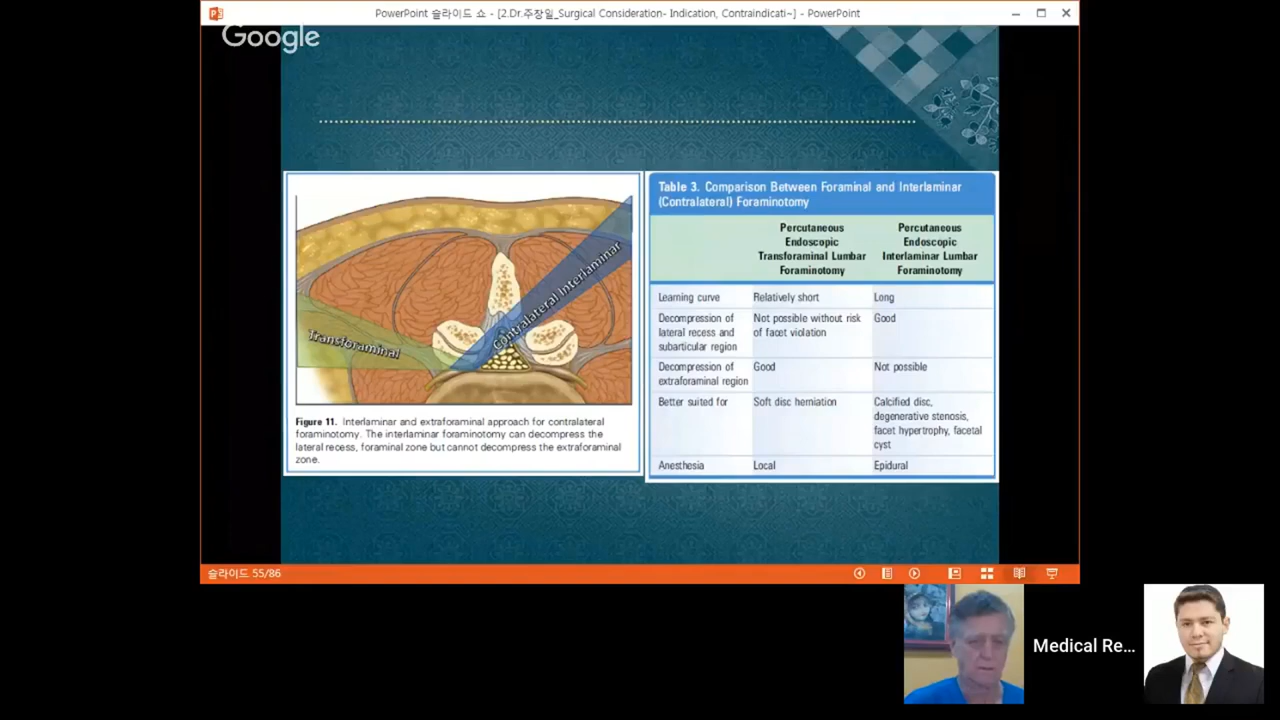 PowerPoint 슬라이드 쇼 - [2.Dr.주장일_Surgical Consideration- Indication, Contraindicati~] - PowerPoint
Google
Transforaminal
Contralateral Interlaminar
Figure 11. Interlaminar and extraforaminal approach for contralateral
foraminotomy. The interlaminar foraminotomy can decompress the
lateral recess, foraminal zone but cannot decompress the extraforaminal
zone.
Table 3. Comparison Between Foraminal and Interlaminar
(Contralateral) Foraminotomy
Percutaneous
Endoscopic
Transforaminal Lumbar
Foraminotomy
Percutaneous
Endoscopic
Interlaminar Lumbar
Foraminotomy
Learning curve Relatively short Long
Decompression of Not possible without risk Good
lateral recess and of facet violation
subarticular region
Decompression of Good Not possible
extraforaminal region
Better suited for Soft disc herniation Calcified disc,
degenerative stenosis,
facet hypertrophy, facetal
cyst
Anesthesia Local Epidural
슬라이드 55/86
Medical Re...